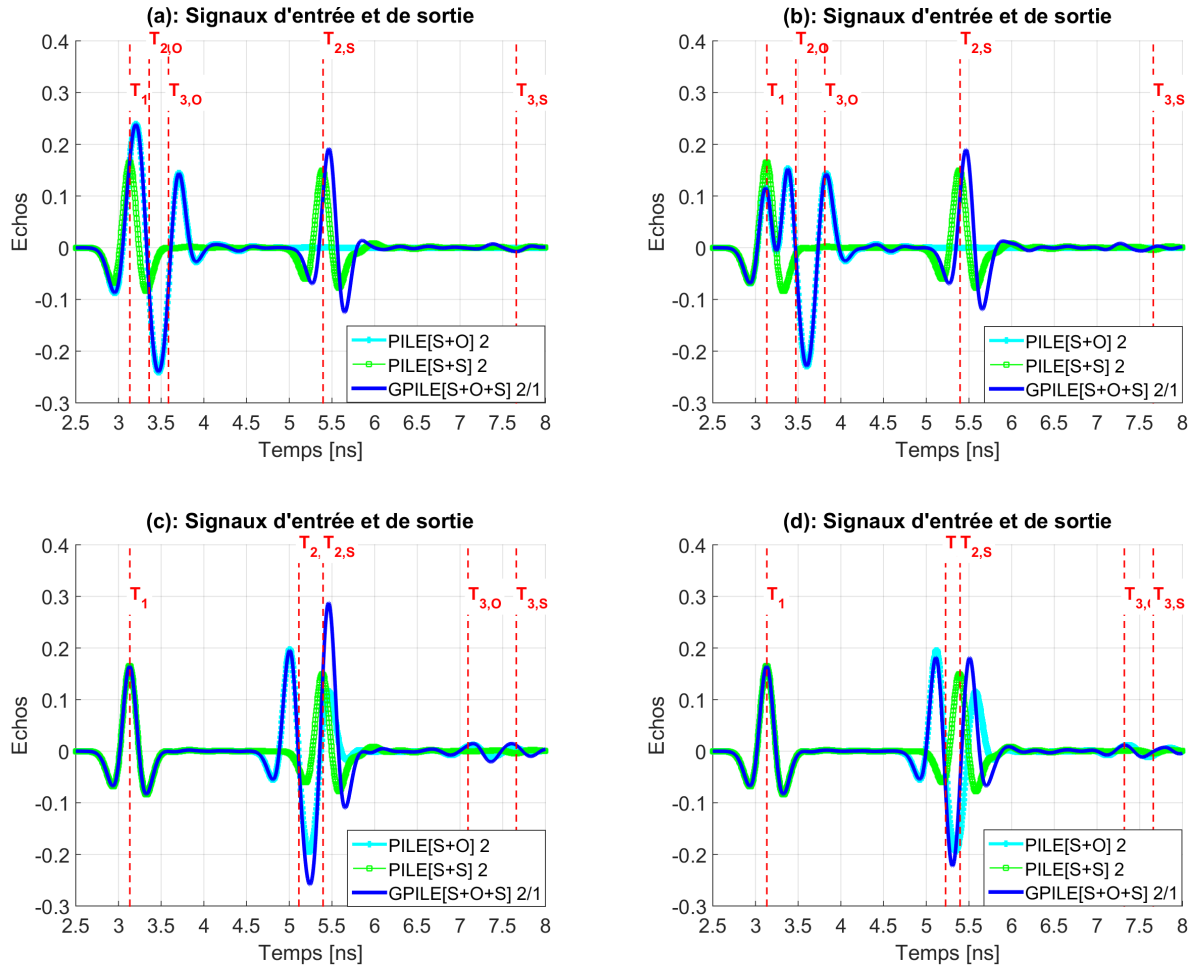 (a): Signaux d'entrée et de sortie
T2,O
T2,S
T1
T3,O
T3,S
0.4
0.3
0.2
0.1
0
-0.1
-0.2
-0.3
Echos
PILE[S+O] 2
PILE[S+S] 2
GPILE[S+O+S] 2/1
2.5 3 3.5 4 4.5 5 5.5 6 6.5 7 7.5 8
Temps [ns]
(b): Signaux d'entrée et de sortie
T2,O
T2,S
T1
T3,O
T3,S
0.4
0.3
0.2
0.1
0
-0.1
-0.2
-0.3
Echos
PILE[S+O] 2
PILE[S+S] 2
GPILE[S+O+S] 2/1
2.5 3 3.5 4 4.5 5 5.5 6 6.5 7 7.5 8
Temps [ns]
(c): Signaux d'entrée et de sortie
T2,
T2,S
T1
T3,O
T3,S
0.4
0.3
0.2
0.1
0
-0.1
-0.2
-0.3
Echos
PILE[S+O] 2
PILE[S+S] 2
GPILE[S+O+S] 2/1
2.5 3 3.5 4 4.5 5 5.5 6 6.5 7 7.5 8
Temps [ns]
(d): Signaux d'entrée et de sortie
T
T2,S
T1
T3,O
T3,S
0.4
0.3
0.2
0.1
0
-0.1
-0.2
-0.3
Echos
PILE[S+O] 2
PILE[S+S] 2
GPILE[S+O+S] 2/1
2.5 3 3.5 4 4.5 5 5.5 6 6.5 7 7.5 8
Temps [ns]